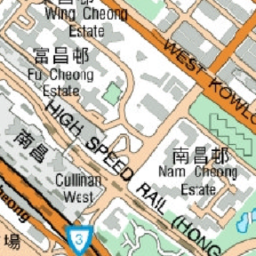 Wing Cheong
Estate
富昌邨
Fu Cheong
Estate
WEST KOWLO
HIGH SPEED RAIL (HONG
南昌
南昌邨
Nam Cheong
Estate
Cullinan
West
Cheong
3
場